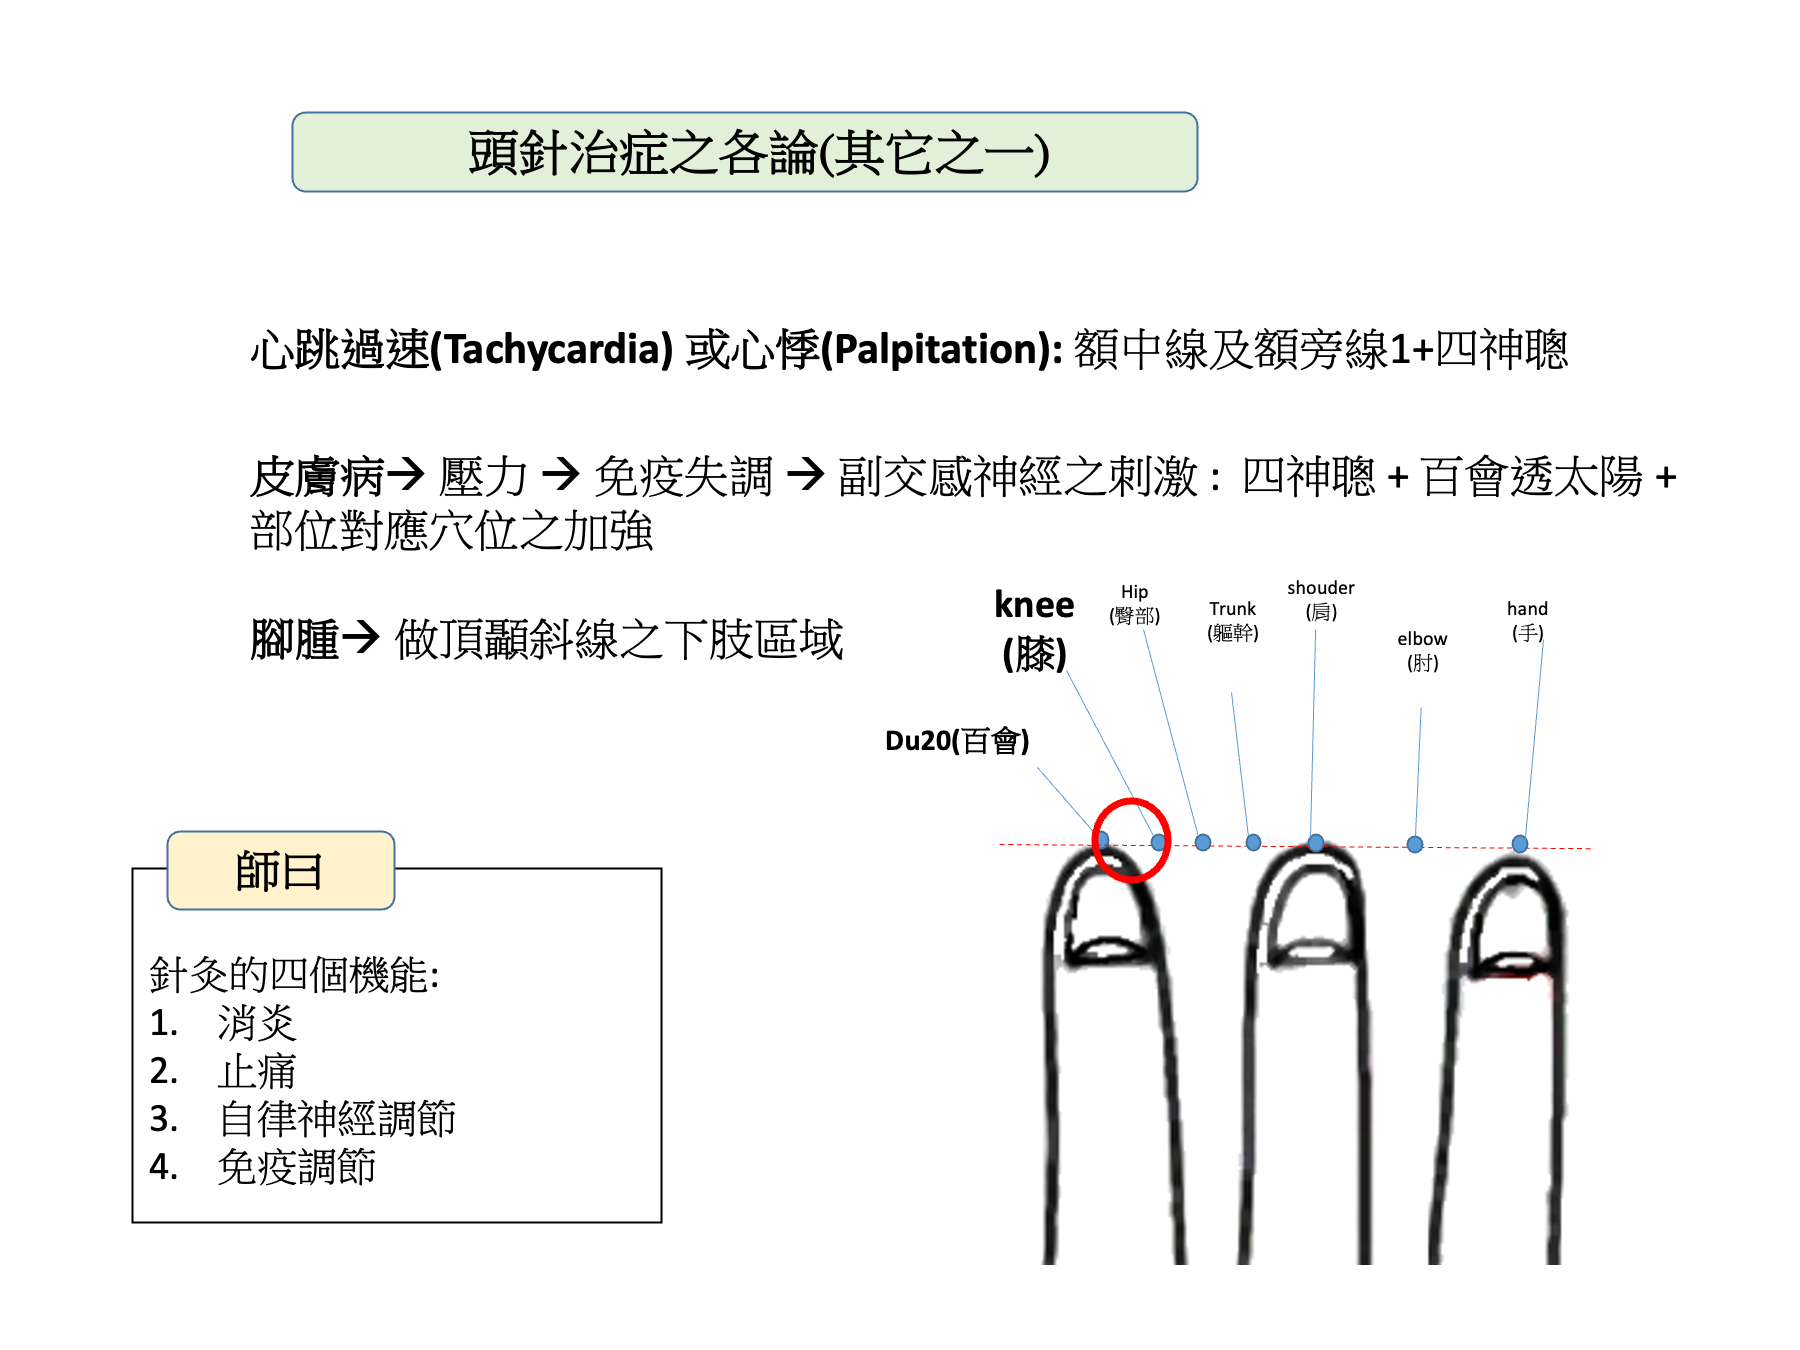 頭針治症之各論(其它之一)
心跳過速(Tachycardia) 或心悸(Palpitation): 額中線及額旁線1+四神聰
皮膚病→ 壓力 → 免疫失調 → 副交感神經之刺激 : 四神聰 + 百會透太陽 +
部位對應穴位之加強
腳腫→ 做頂顳斜線之下肢區域
knee
(膝)
Hip
(臀部)
Trunk
(軀幹)
shouder
(肩)
elbow
(肘)
hand
(手)
Du20(百會)
師曰
針灸的四個機能:
1. 消炎
2. 止痛
3. 自律神經調節
4. 免疫調節